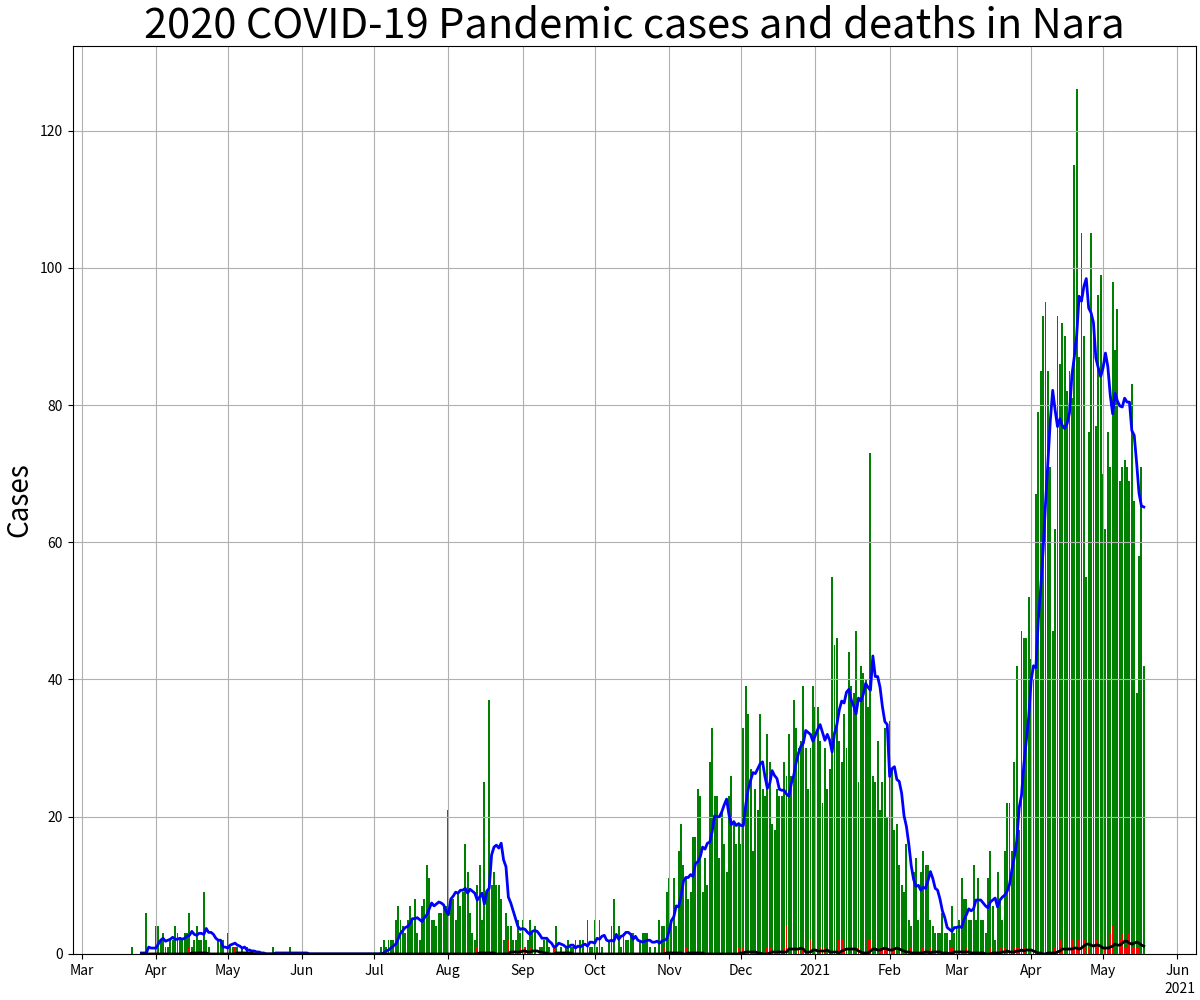 2020 COVID-19 Pandemic cases and deaths in Nara
Cases
120
100
80
60
40
20
0
Mar Apr May Jun Jul Aug Sep Oct Nov Dec 2021 Feb Mar Apr May Jun
2021